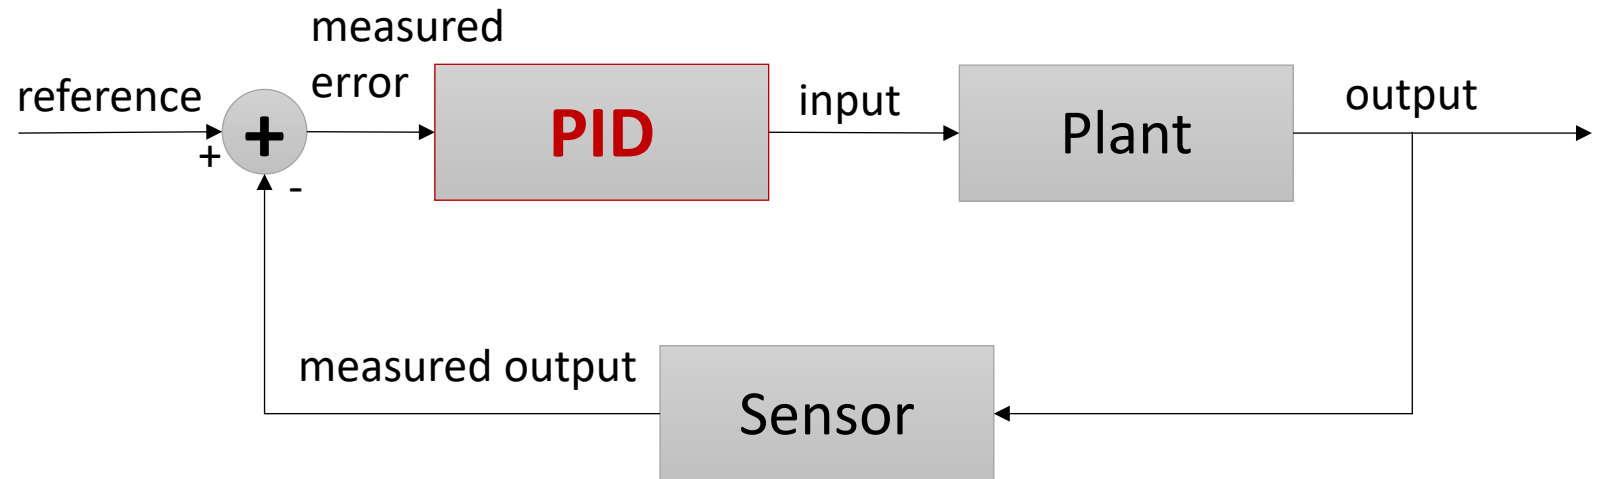 measured
error
reference
+
+
-
PID
input
Plant
output
measured output
Sensor